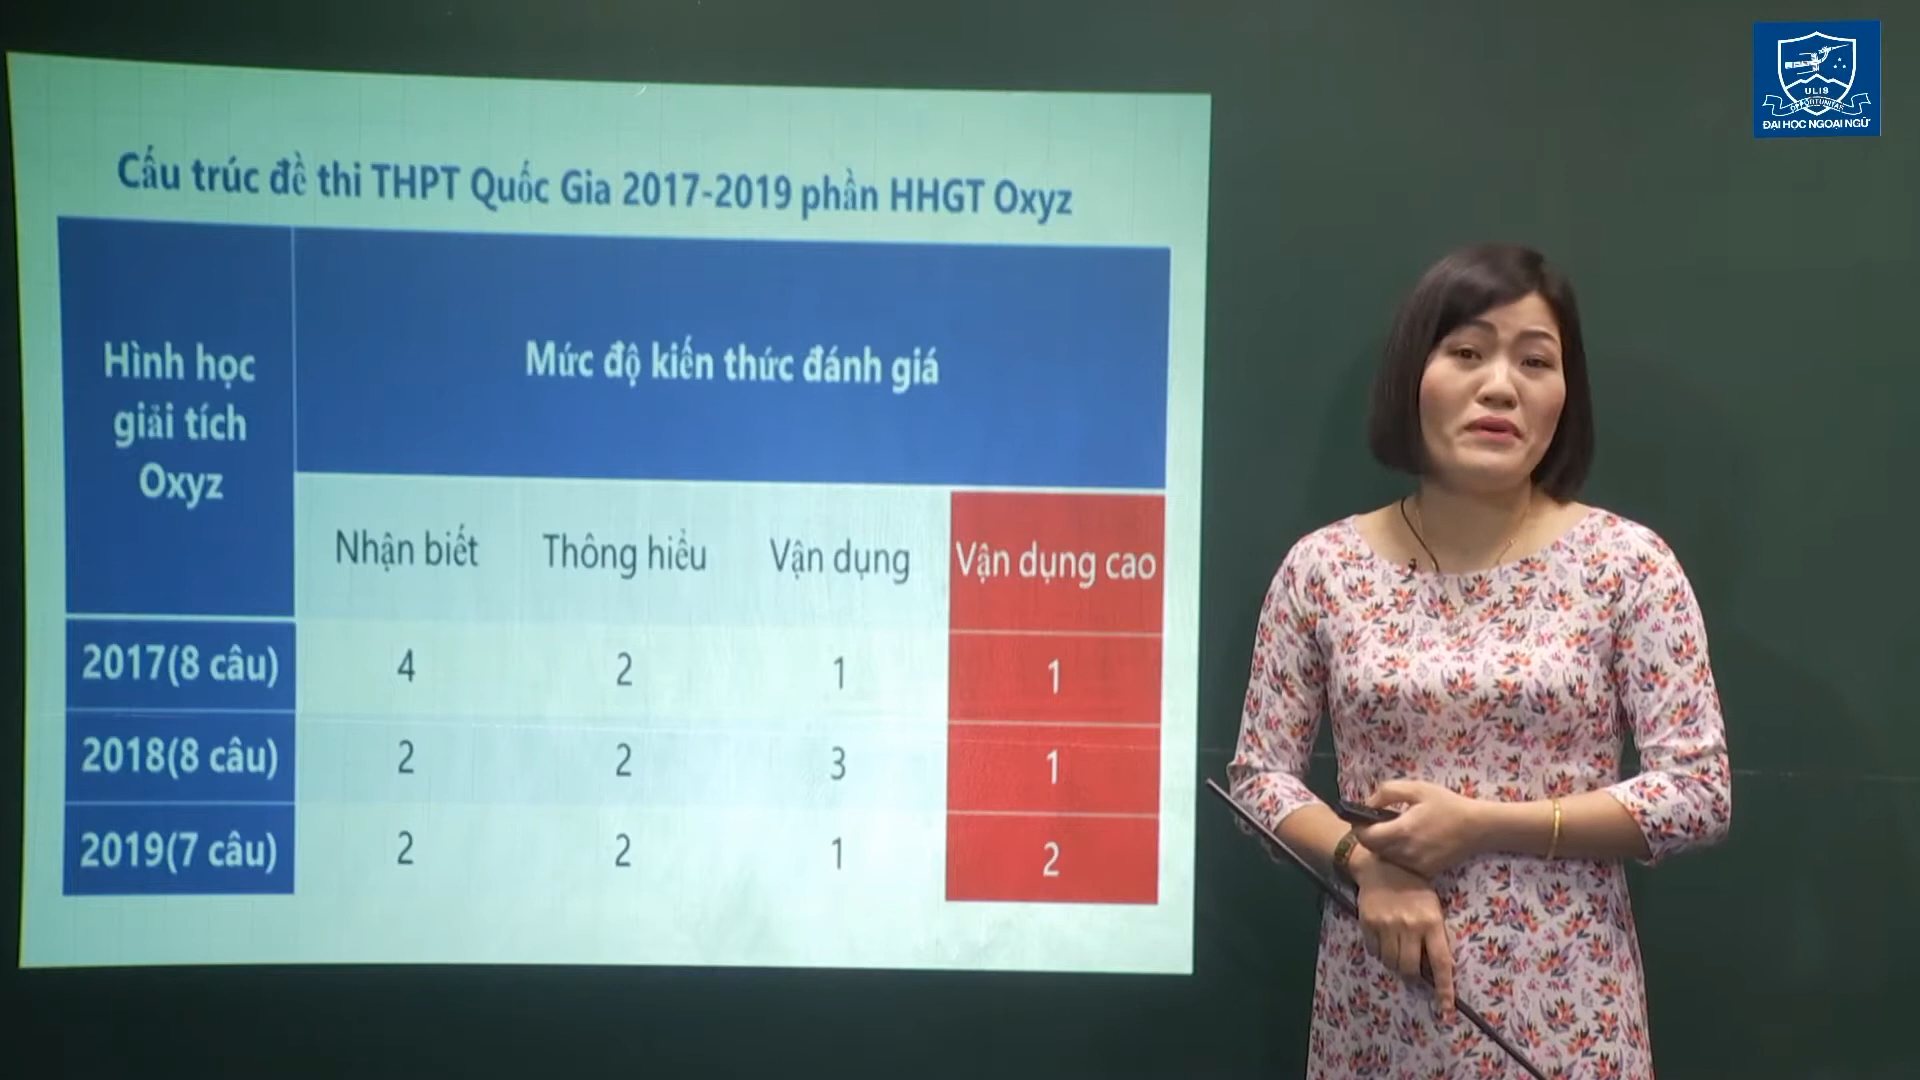 Cấu trúc đề thi THPT Quốc Gia 2017-2019 phần HHGT Oxyz
Hình học
giải tích
Oxyz
Mức độ kiến thức đánh giá
Nhận biết Thông hiểu Vận dụng Vận dụng cao
2017(8 câu) 4 2 1 1
2018(8 câu) 2 2 3 1
2019(7 câu) 2 2 1 2
ULIS
OPPORTUNITAS
ĐẠI HỌC NGOẠI NGỮ